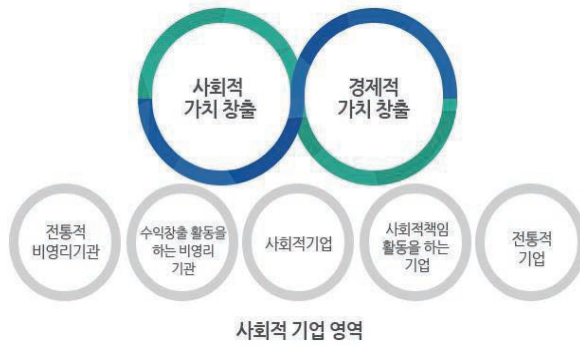 사회적
가치 창출
경제적
가치 창출
전통적
비영리기관
수익창출 활동을
하는 비영리
기관
사회적기업
사회적책임
활동을 하는
기업
전통적
기업
사회적 기업 영역